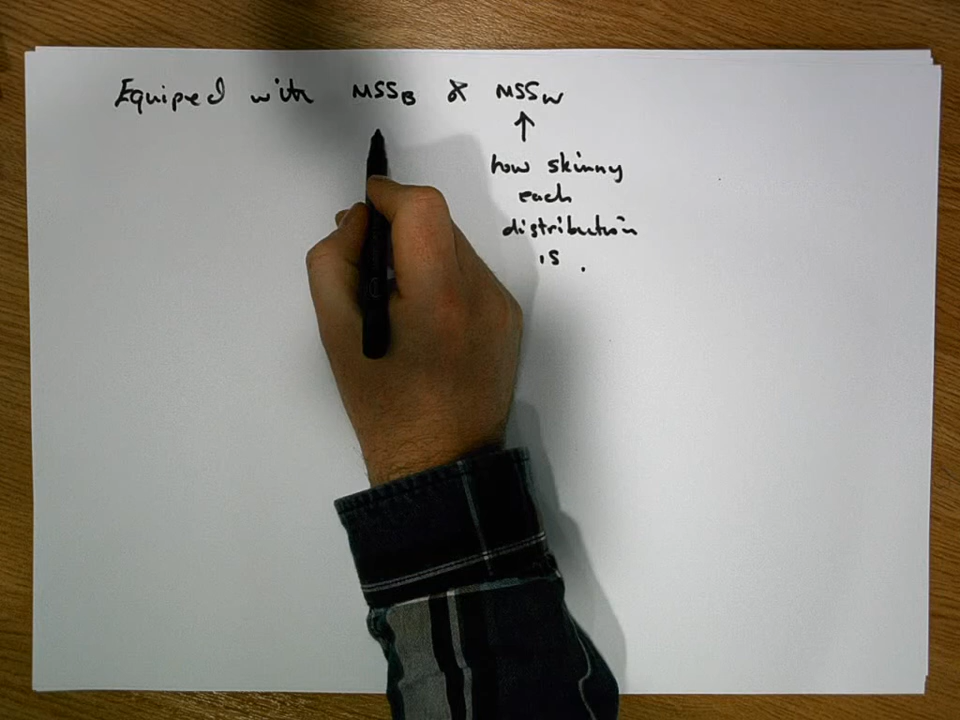 Equiped with MSSB & MSSW
↑
how skinny
each
distribution
is.